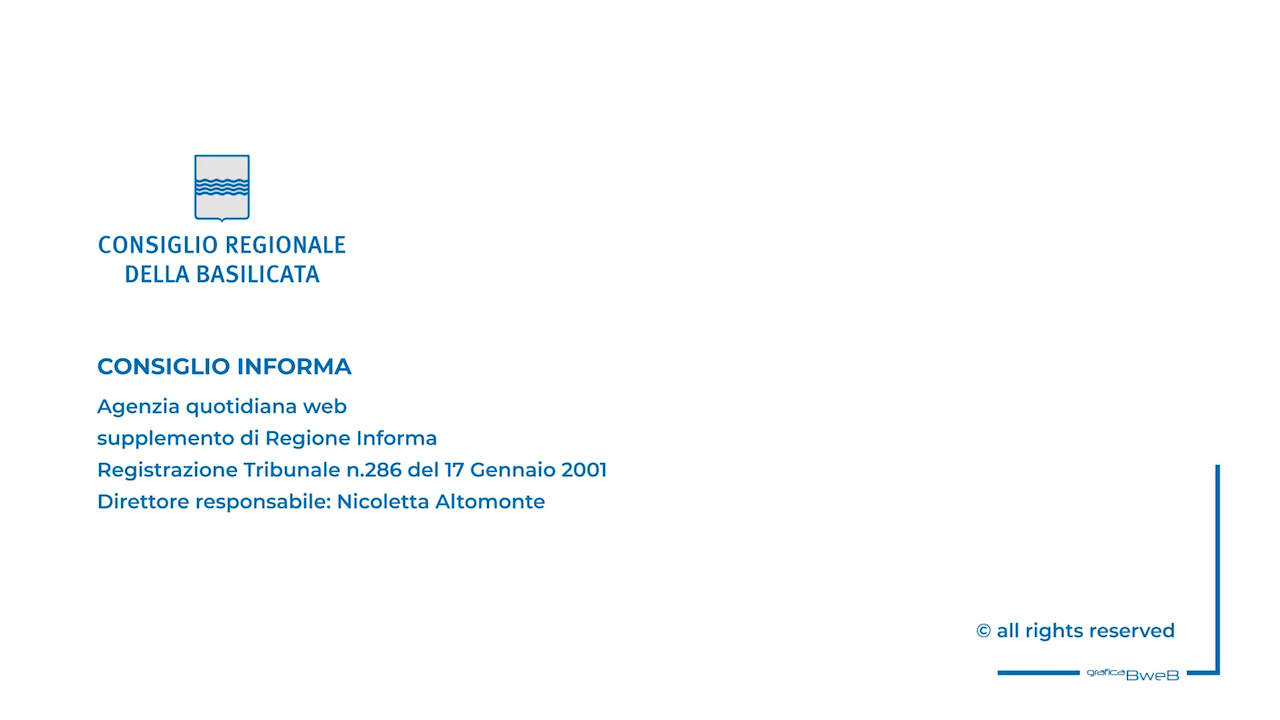 CONSIGLIO REGIONALE
DELLA BASILICATA
CONSIGLIO INFORMA
Agenzia quotidiana web
supplemento di Regione Informa
Registrazione Tribunale n.286 del 17 Gennaio 2001
Direttore responsabile: Nicoletta Altomonte
© all rights reserved
grafica BweB